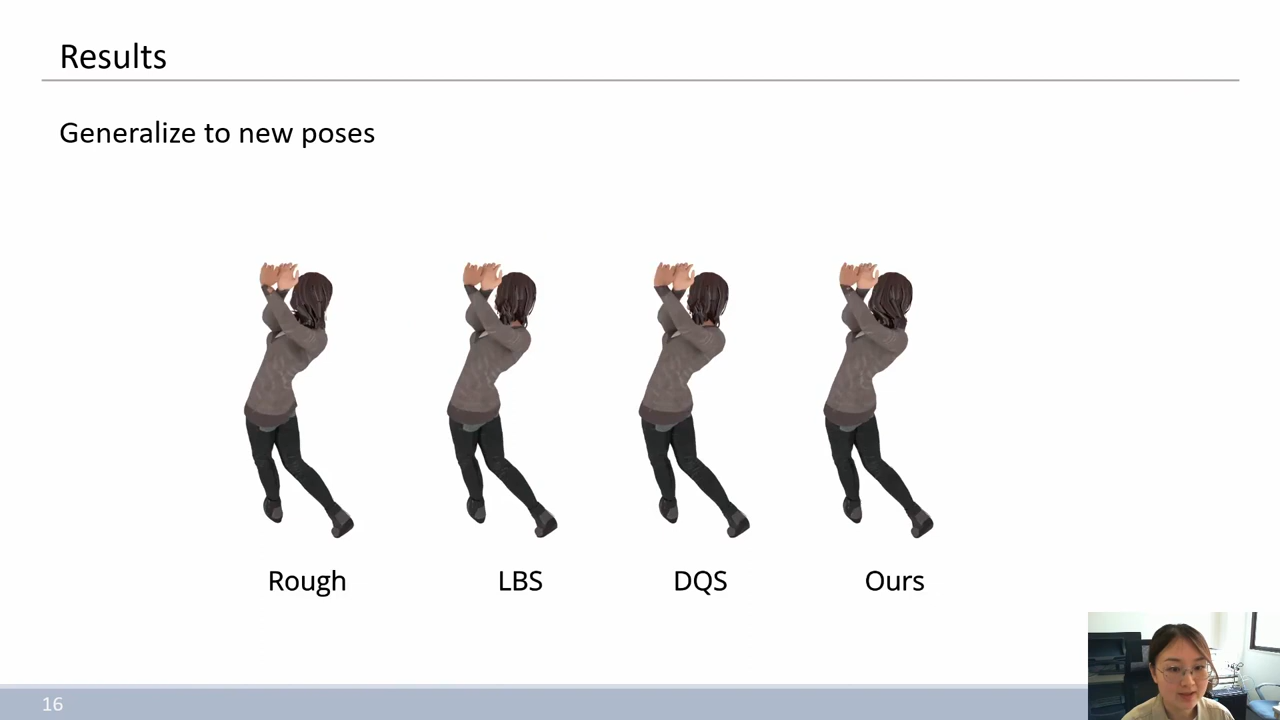 Results
Generalize to new poses
Rough
LBS
DQS
Ours
16